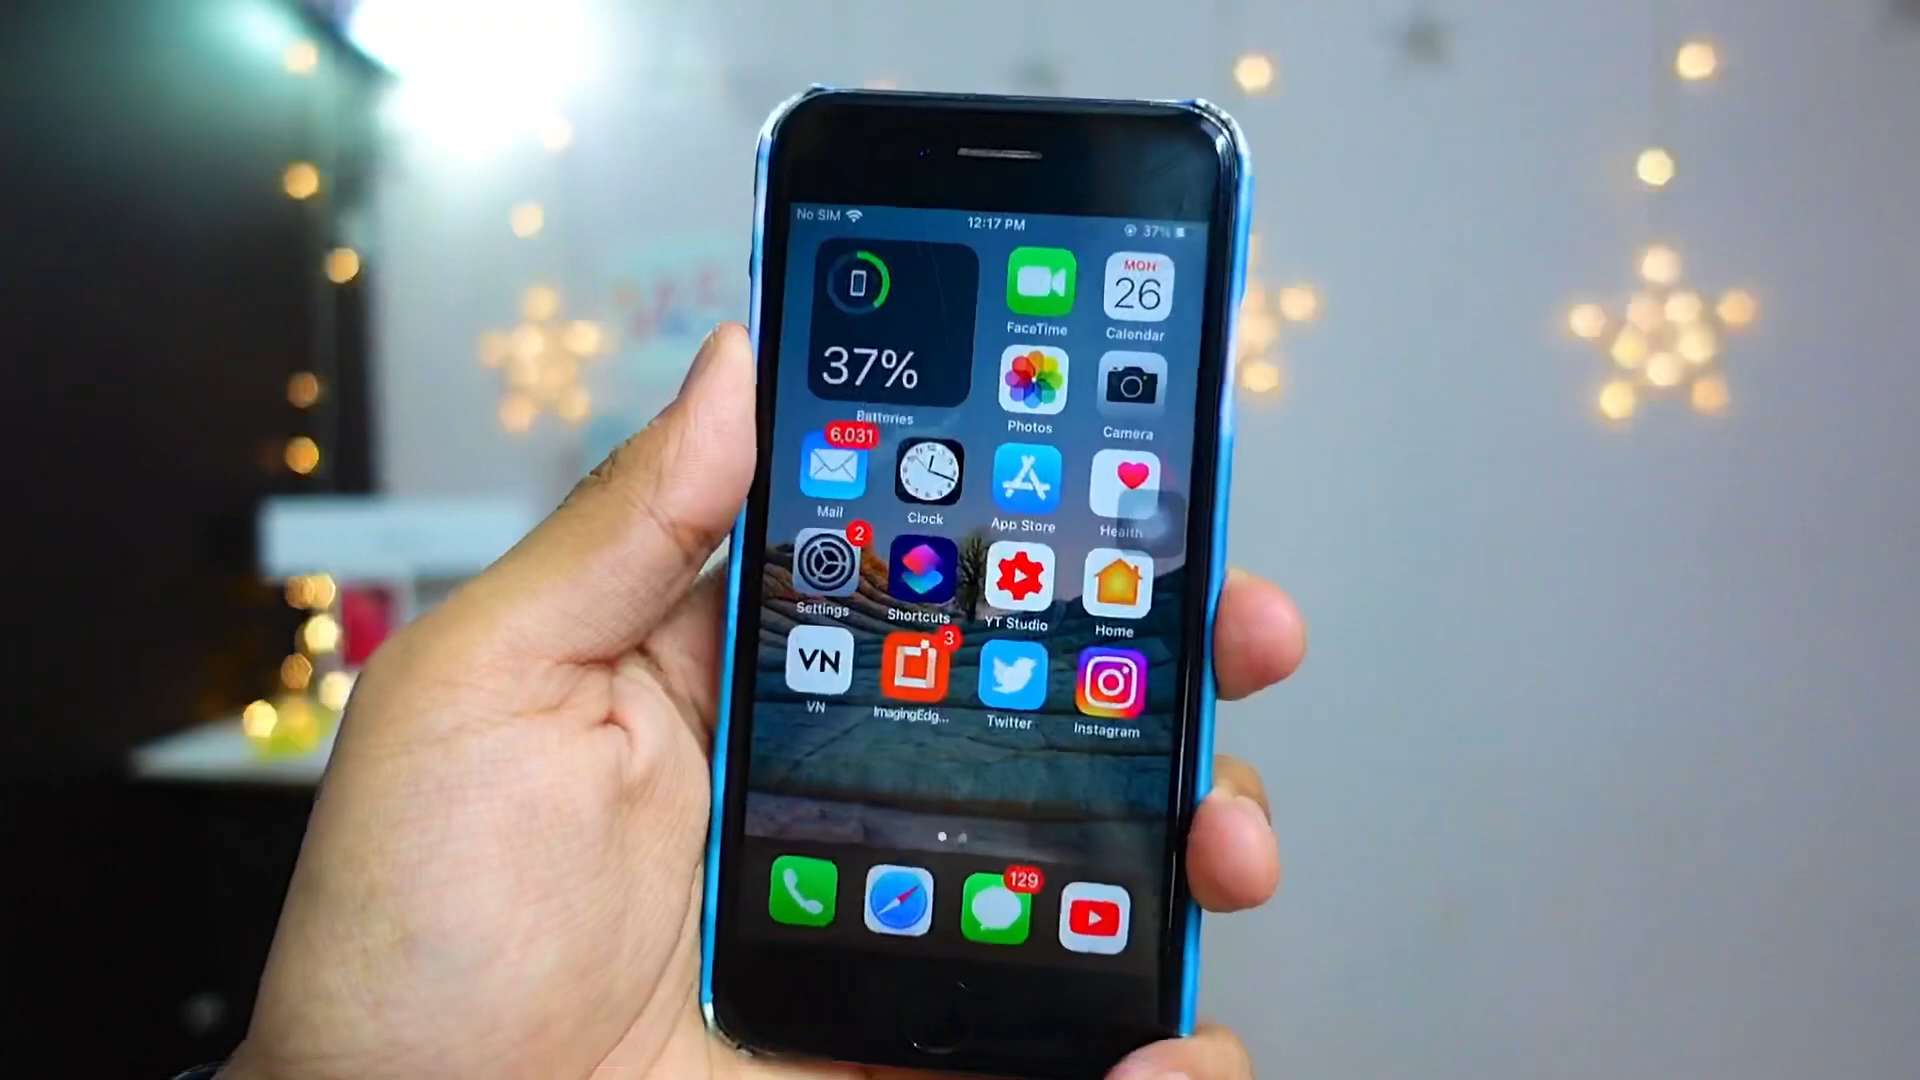 No SIM 12:17 PM 37%
MON
26
37%
FaceTime Calendar
Batteries Photos Camera
6,031
Mail Clock App Store Health
2
Settings Shortcuts YT Studio Home
3
VN
VN ImagingEdg... Twitter Instagram
129